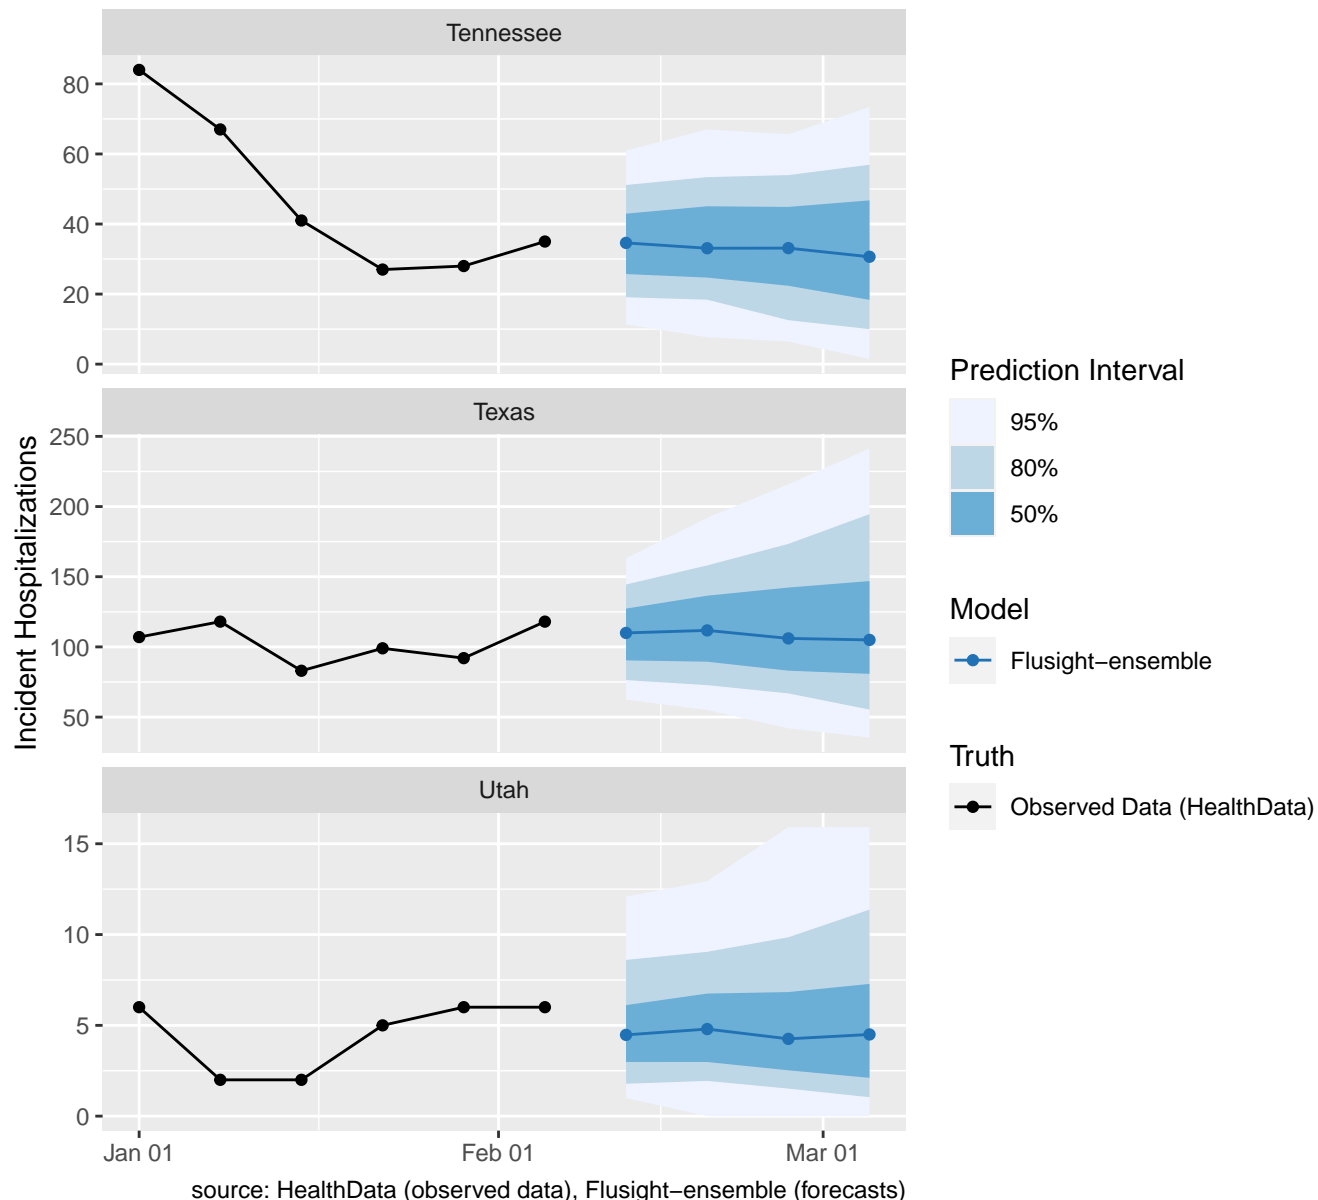 Tennessee
80
60
40
20
0
Texas
250
200
150
100
50
Utah
15
10
5
0
Jan 01
Feb 01
Mar 01
Incident Hospitalizations
source: HealthData (observed data), Flusight−ensemble (forecasts)
Prediction Interval
95%
80%
50%
Model
Flusight−ensemble
Truth
Observed Data (HealthData)